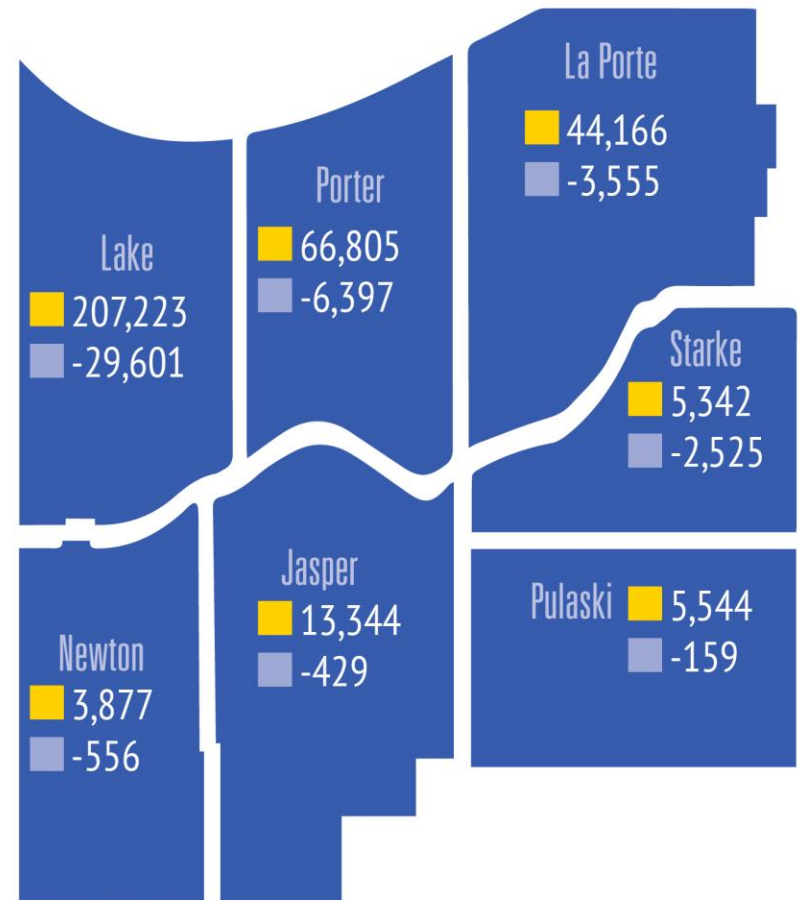 La Porte
44,166
-3,555
Porter
66,805
-6,397
Lake
207,223
-29,601
Starke
5,342
-2,525
Jasper
13,344
-429
Pulaski
5,544
-159
Newton
3,877
-556